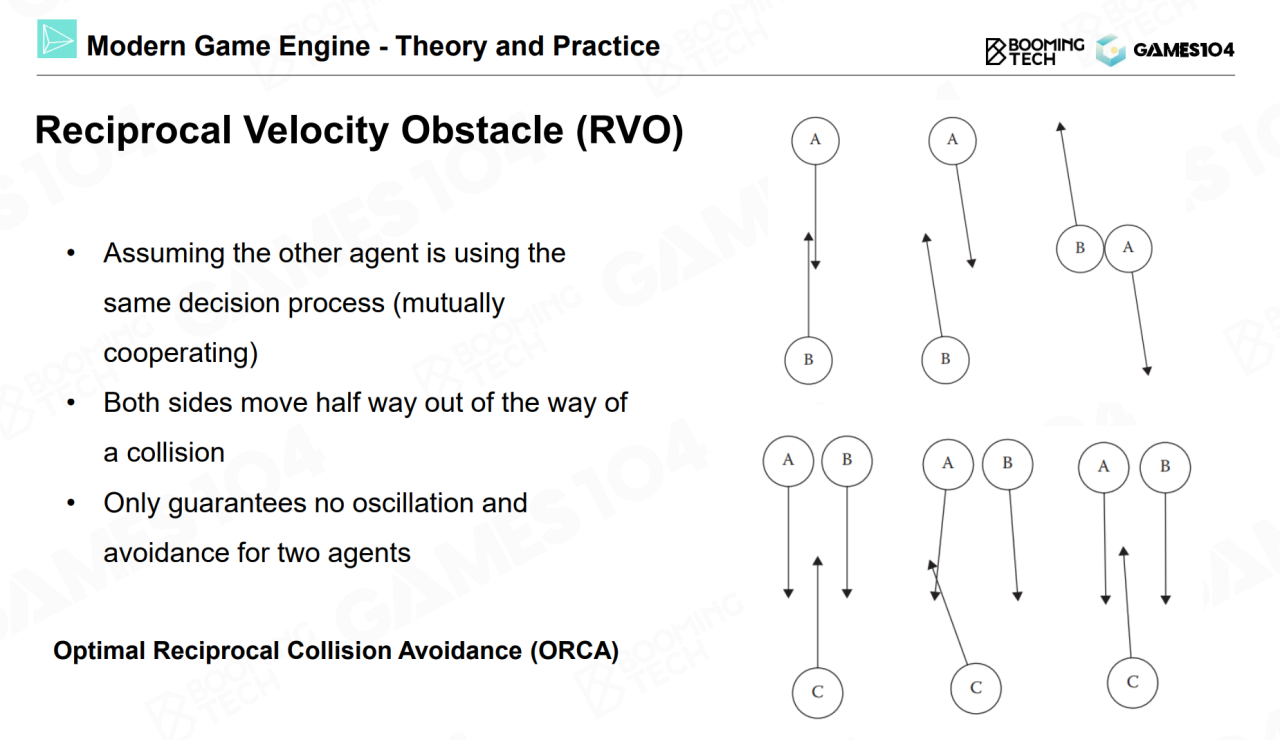 Modern Game Engine - Theory and Practice
BOOMING
TECH
GAMES104
Reciprocal Velocity Obstacle (RVO)
• Assuming the other agent is using the
same decision process (mutually
cooperating)
• Both sides move half way out of the way of
a collision
• Only guarantees no oscillation and
avoidance for two agents
Optimal Reciprocal Collision Avoidance (ORCA)
A
A
B
A
B
B
A
B
A
B
A
B
C
C
C